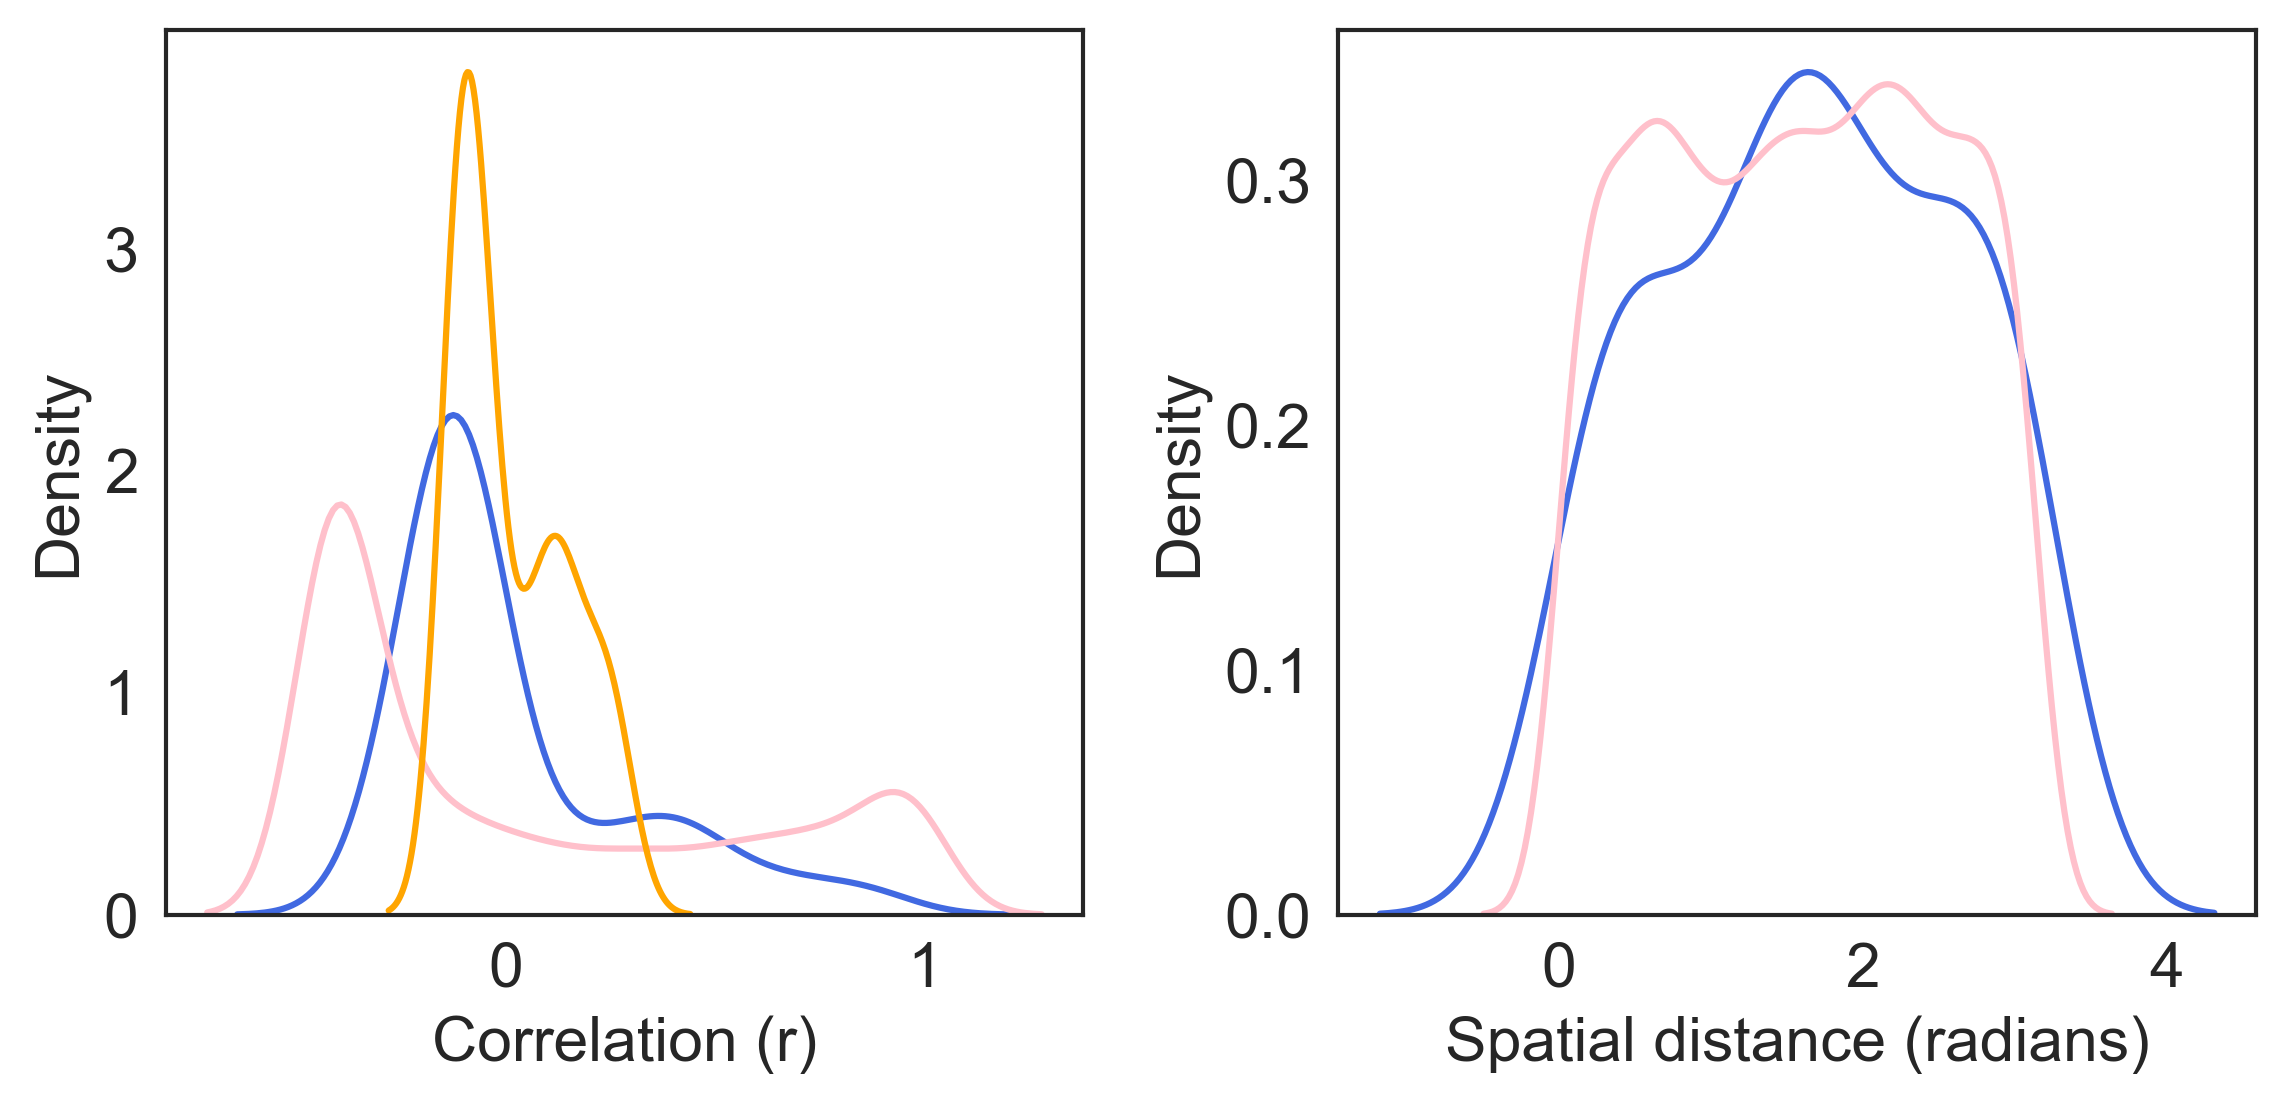 Density
3
2
1
0
0 1
Correlation (r)
Density
0.3
0.2
0.1
0.0
0 2 4
Spatial distance (radians)